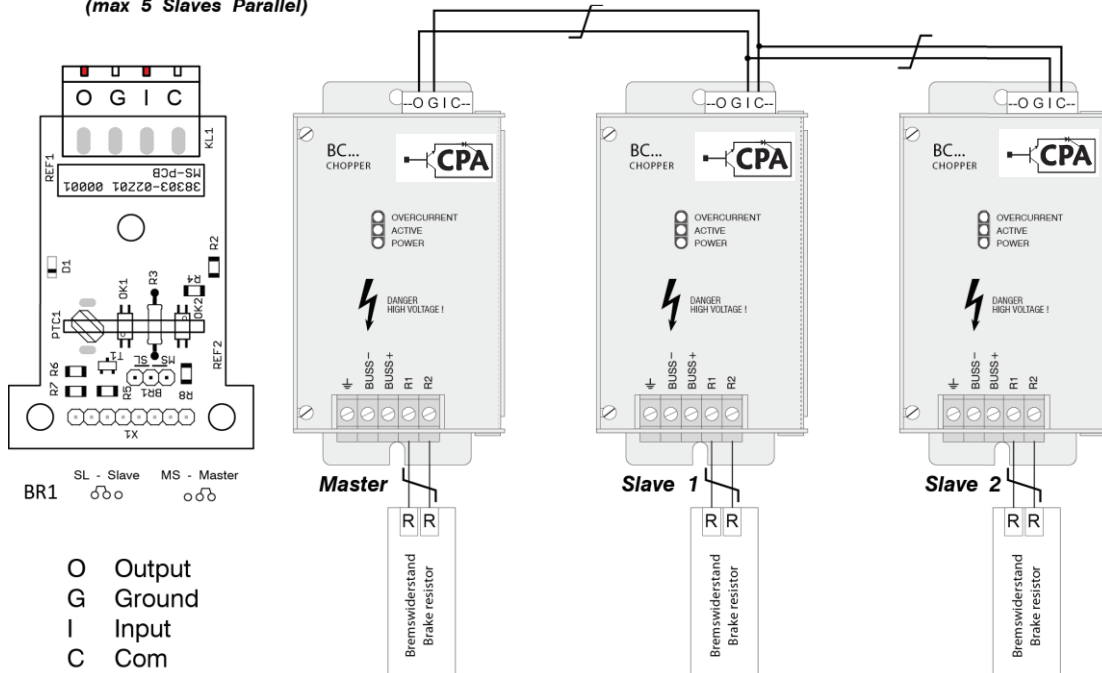 (max 5 Slaves Parallel)
O G I C
KL1
REF1
MS-PCB
38303-02Z01 00001
D1
R2
R4
OK1
R3
OK2
PTC1
T1
SL
MS
REF2
R6
R7
R5
BR1
R8
X1
BR1
SL - Slave
MS - Master
O Output
G Ground
I Input
C Com
--O G I C--
BC...
CHOPPER
CPA
OVERCURRENT
ACTIVE
POWER
DANGER
HIGH VOLTAGE !
BUSS-
BUSS+
R1
R2
Master
R R
Bremswiderstand
Brake resistor
--O G I C--
BC...
CHOPPER
CPA
OVERCURRENT
ACTIVE
POWER
DANGER
HIGH VOLTAGE !
BUSS-
BUSS+
R1
R2
Slave 1
R R
Bremswiderstand
Brake resistor
--O G I C--
BC...
CHOPPER
CPA
OVERCURRENT
ACTIVE
POWER
DANGER
HIGH VOLTAGE !
BUSS-
BUSS+
R1
R2
Slave 2
R R
Bremswiderstand
Brake resistor